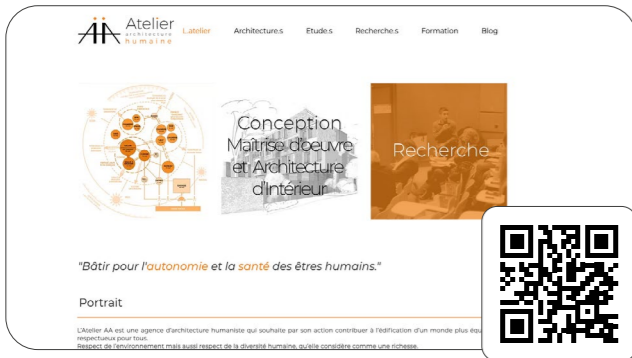 Atelier
architecture
humaine
L.atelier Architecture.s Etude.s Recherche.s Formation Blog
Conception
Maîtrise d'oeuvre
et Architecture
d'intérieur
Recherche
"Bâtir pour l'autonomie et la santé des êtres humains."
Portrait
L'Atelier AA est une agence d'architecture humaniste qui souhaite par son action contribuer à l'édification d'un monde plus équ
respectueux pour tous.
Respect de l'environnement mais aussi respect de la diversité humaine, qu'elle considère comme une richesse.